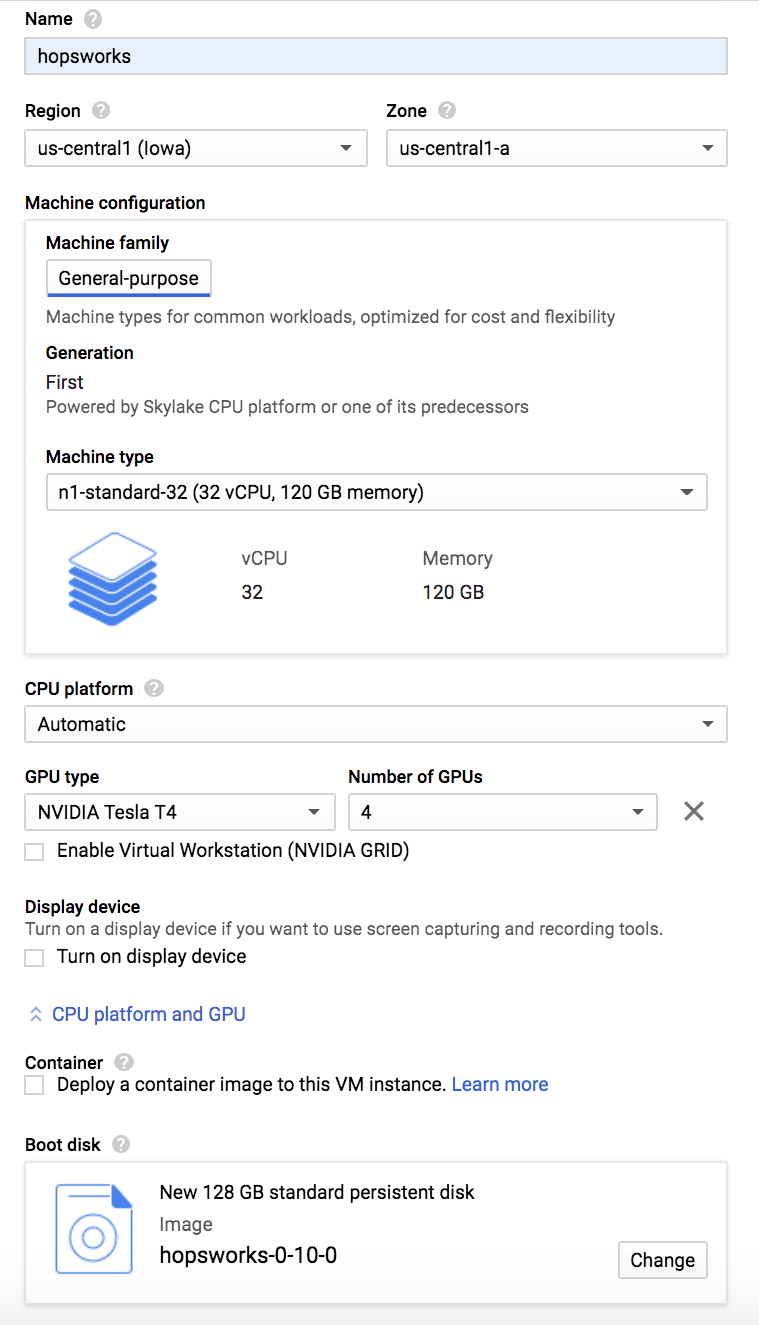 Name
hopsworks
Region Zone
us-central1 (Iowa) us-central1-a
Machine configuration
Machine family
General-purpose
Machine types for common workloads, optimized for cost and flexibility
Generation
First
Powered by Skylake CPU platform or one of its predecessors
Machine type
n1-standard-32 (32 vCPU, 120 GB memory)
vCPU Memory
32 120 GB
CPU platform
Automatic
GPU type Number of GPUs
NVIDIA Tesla T4 4
Enable Virtual Workstation (NVIDIA GRID)
Display device
Turn on a display device if you want to use screen capturing and recording tools.
Turn on display device
CPU platform and GPU
Container
Deploy a container image to this VM instance. Learn more
Boot disk
New 128 GB standard persistent disk
Image
hopsworks-0-10-0
Change